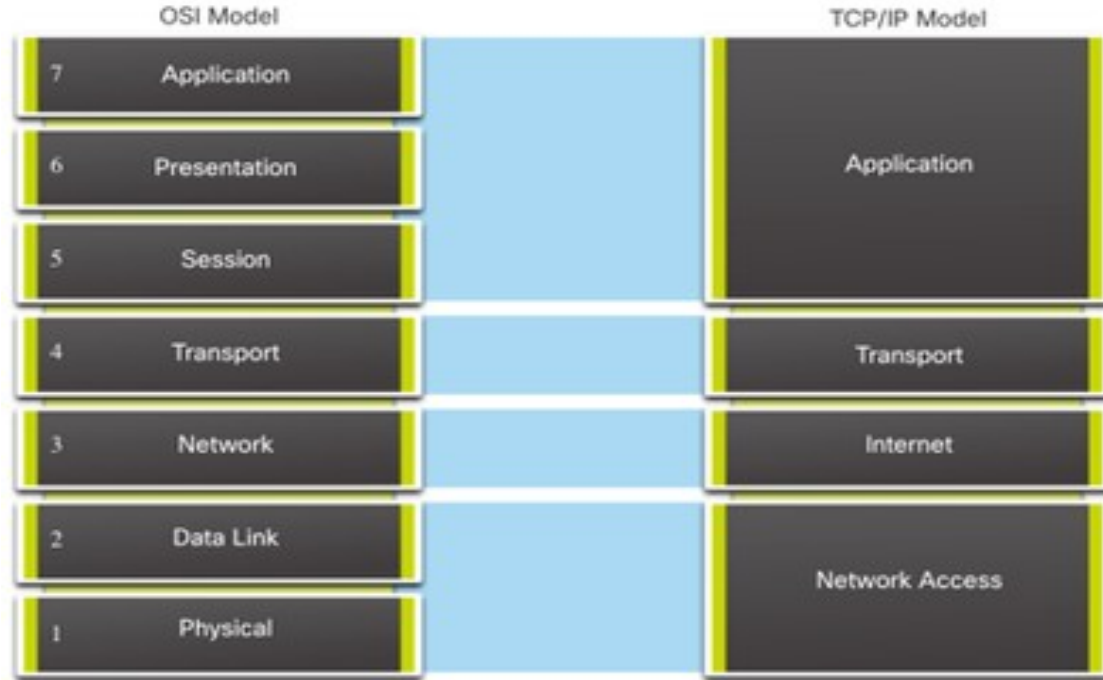 OSI Model
TCP/IP Model
7 Application
6 Presentation
5 Session
Application
4 Transport
Transport
3 Network
Internet
2 Data Link
1 Physical
Network Access